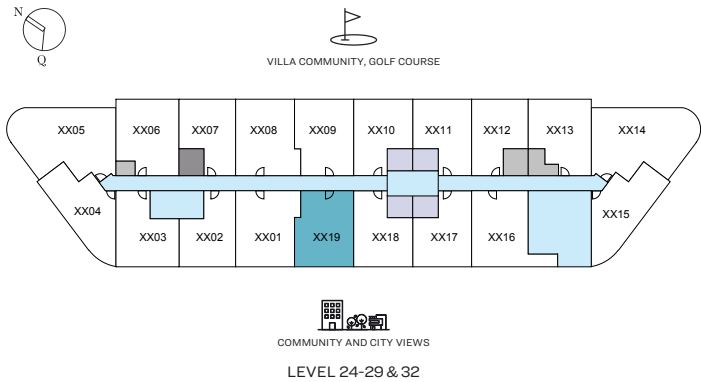 N
Q
VILLA COMMUNITY, GOLF COURSE
XX05 XX06 XX07 XX08 XX09 XX10 XX11 XX12 XX13 XX14
XX04 XX15
XX03 XX02 XX01 XX19 XX18 XX17 XX16
COMMUNITY AND CITY VIEWS
LEVEL 24-29 & 32